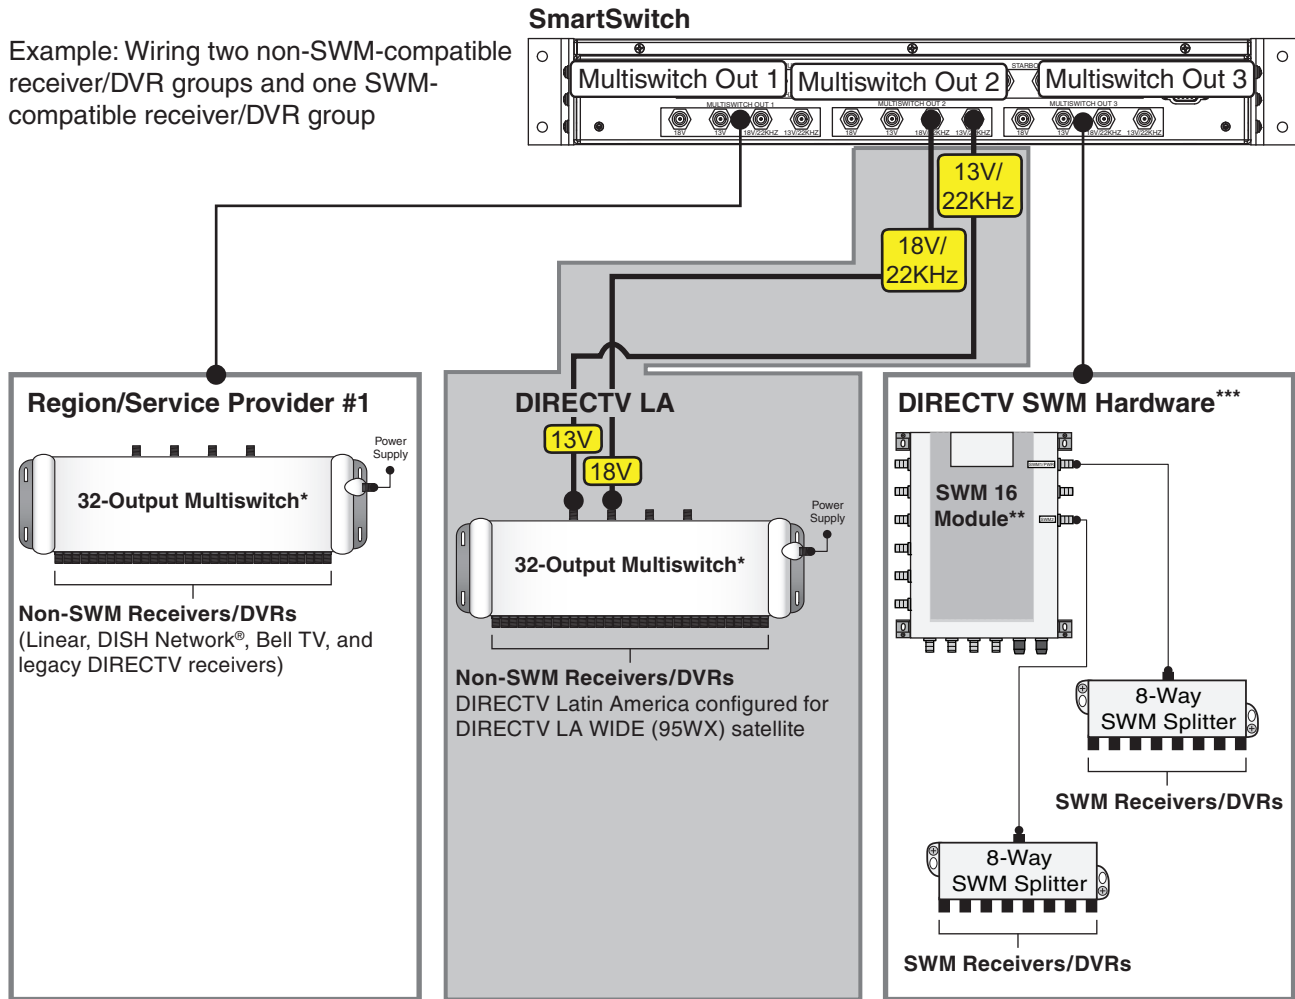 SmartSwitch
Example: Wiring two non-SWM-compatible
receiver/DVR groups and one SWM-
compatible receiver/DVR group
STARBO
Multiswitch Out 1
Multiswitch Out 2
Multiswitch Out 3
MULTISWITCH OUT 1
MULTISWITCH OUT 2
MULTISWITCH OUT 3
18V 13V 18V/22KHZ 13V/22KHZ
18V 13V 18V/22KHZ 13V/22KHZ
18V 13V 8V/22KHZ 13V/22KHZ
13V/
22KHz
18V/
22KHz
Region/Service Provider #1
Power
Supply
32-Output Multiswitch*
Non-SWM Receivers/DVRs
(Linear, DISH Network®, Bell TV, and
legacy DIRECTV receivers)
DIRECTV LA
13V
18V
Power
Supply
32-Output Multiswitch*
Non-SWM Receivers/DVRs
DIRECTV Latin America configured for
DIRECTV LA WIDE (95WX) satellite
DIRECTV SWM Hardware***
SWM1/PWR
SWM 16
Module**
SWM2
8-Way
SWM Splitter
SWM Receivers/DVRs
8-Way
SWM Splitter
SWM Receivers/DVRs